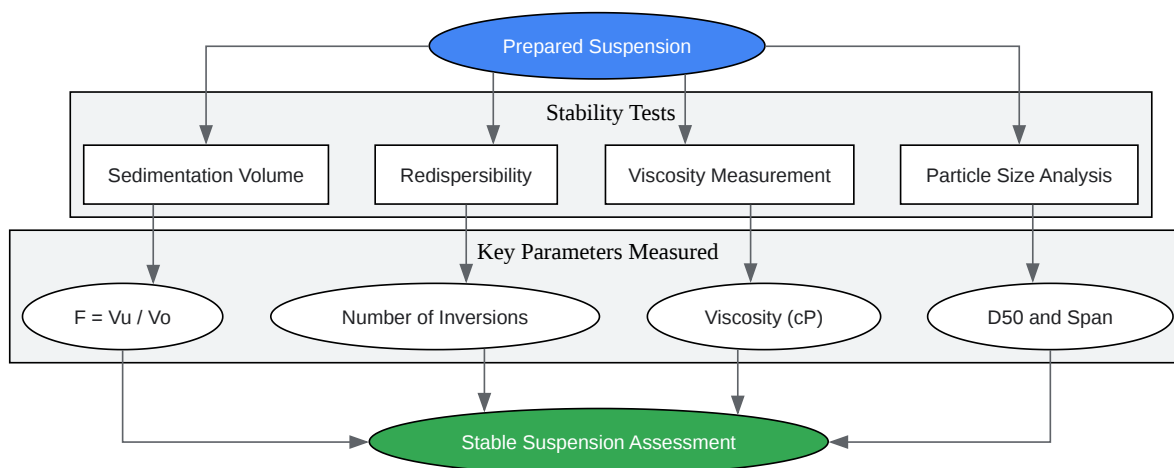 Prepared Suspension
Stability Tests
Sedimentation Volume
Redispersibility
Viscosity Measurement
Particle Size Analysis
Key Parameters Measured
F = Vu / Vo
Number of Inversions
Viscosity (cP)
D50 and Span
Stable Suspension Assessment